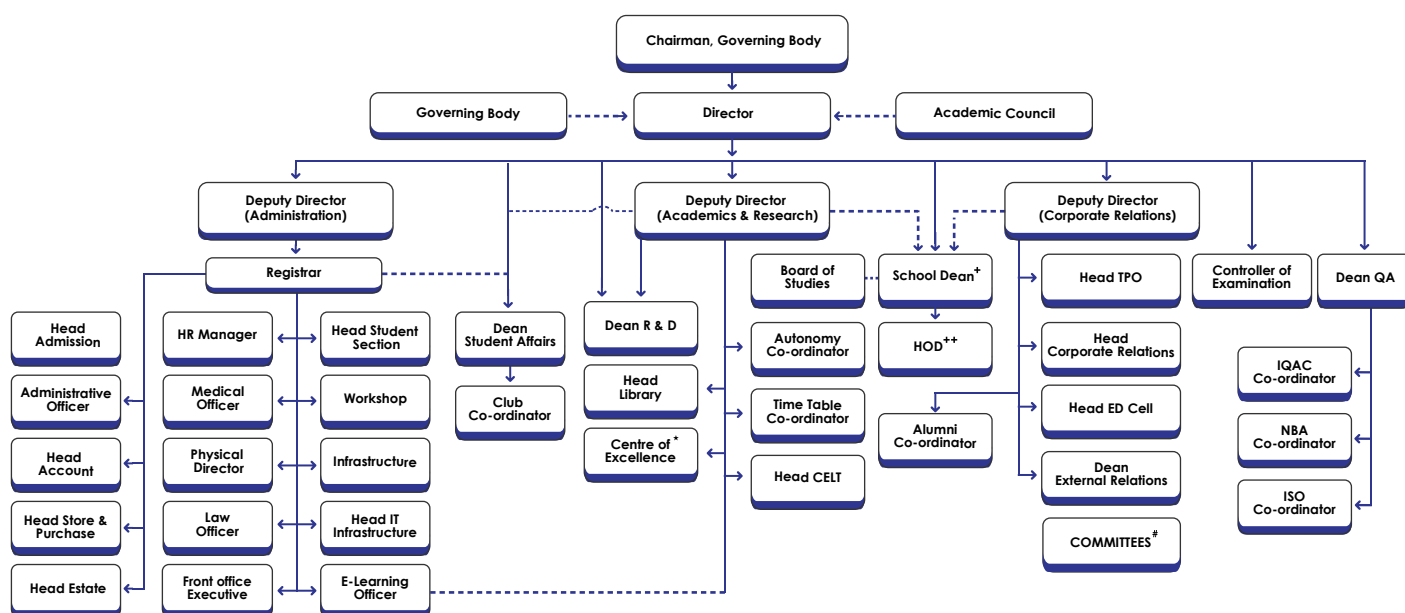 Chairman, Governing Body
Governing Body
Director
Academic Council
Deputy Director
(Administration)
Deputy Director
(Academics & Research)
Deputy Director
(Corporate Relations)
Registrar
Board of
Studies
School Dean+
Head TPO
Controller of
Examination
Dean QA
Head
Admission
HR Manager
Head Student
Section
Dean
Student Affairs
Dean R & D
Autonomy
Co-ordinator
HOD++
Head
Corporate Relations
IQAC
Co-ordinator
Administrative
Officer
Medical
Officer
Workshop
Club
Co-ordinator
Head
Library
Time Table
Co-ordinator
Alumni
Co-ordinator
Head ED Cell
NBA
Co-ordinator
Head
Account
Physical
Director
Infrastructure
Centre of *
Excellence
Head CELT
Dean
External Relations
ISO
Co-ordinator
Head Store &
Purchase
Law
Officer
Head IT
Infrastructure
COMMITTEES#
Head Estate
Front office
Executive
E-Learning
Officer